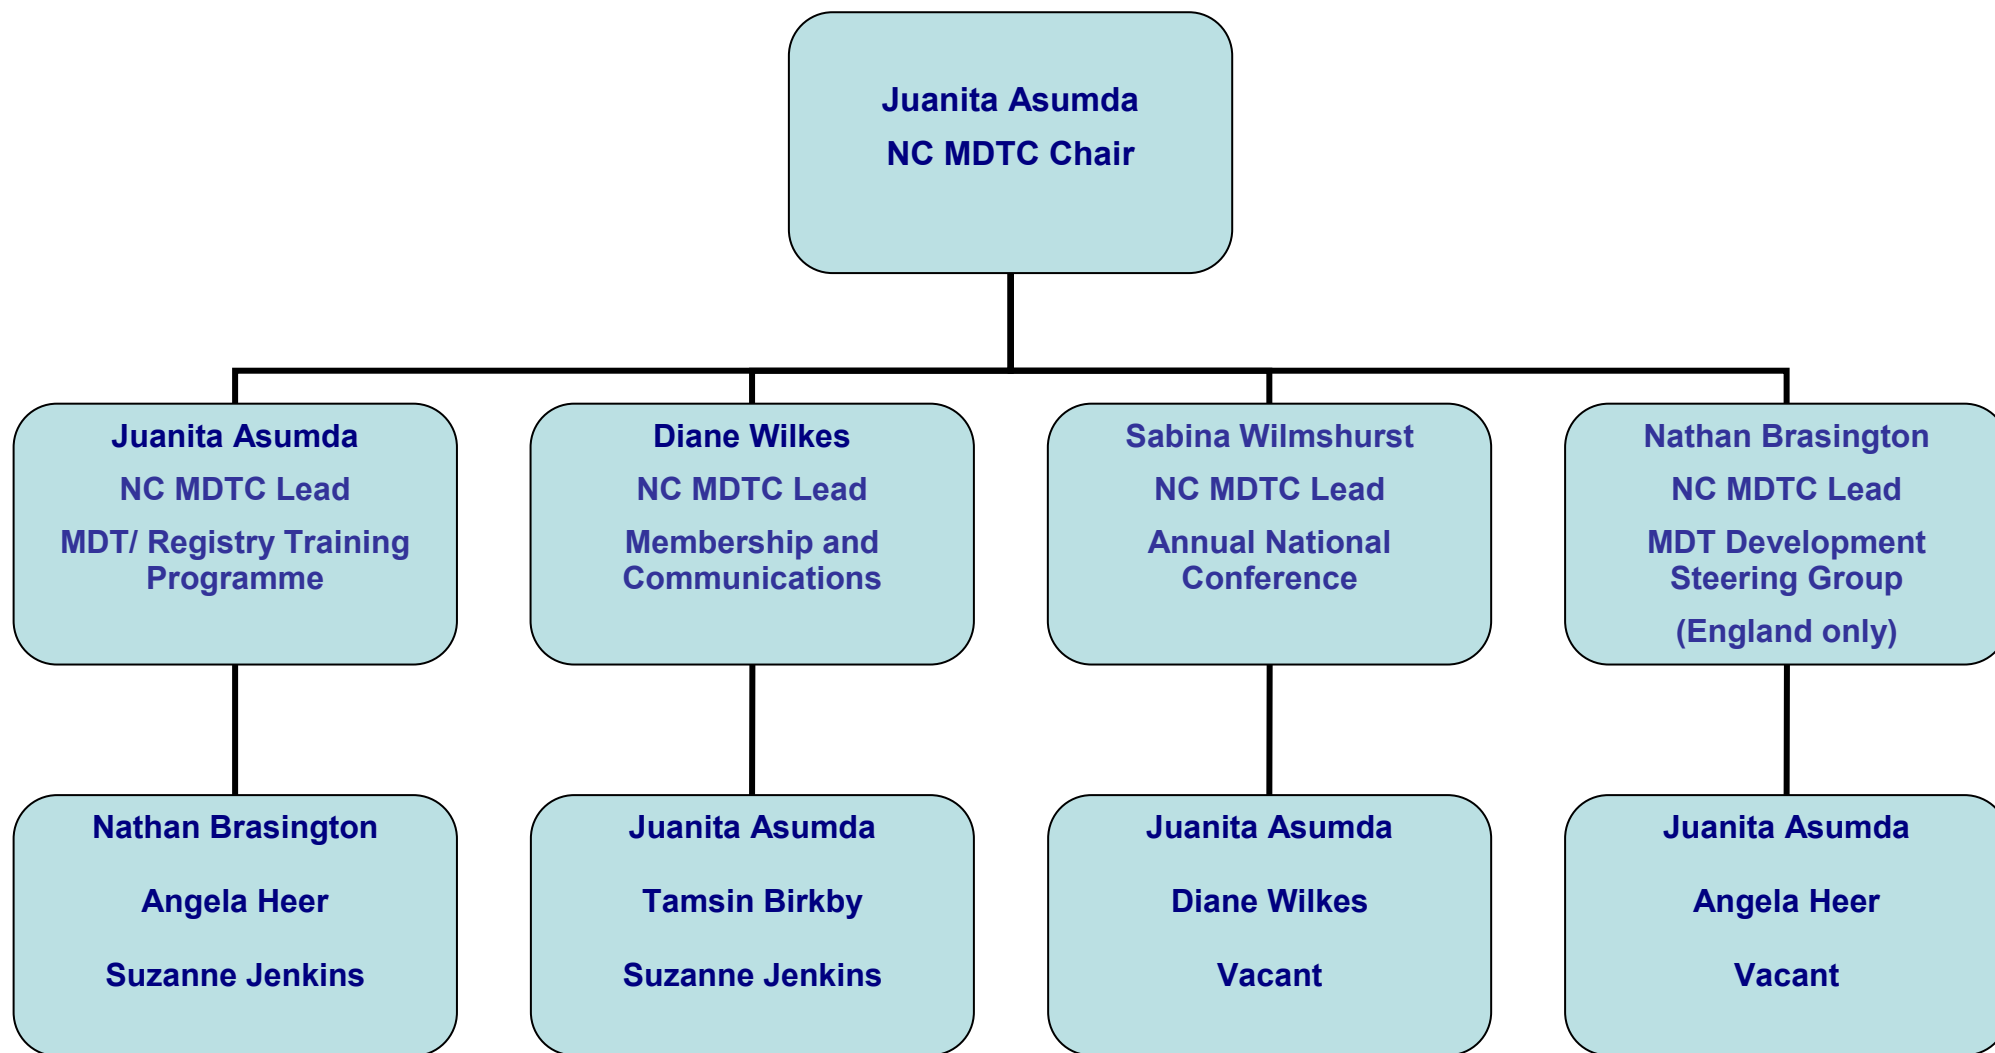 Juanita Asumda
NC MDTC Chair
Juanita Asumda
NC MDTC Lead
MDT/ Registry Training
Programme
Diane Wilkes
NC MDTC Lead
Membership and
Communications
Sabina Wilmshurst
NC MDTC Lead
Annual National
Conference
Nathan Brasington
NC MDTC Lead
MDT Development
Steering Group
(England only)
Nathan Brasington
Angela Heer
Suzanne Jenkins
Juanita Asumda
Tamsin Birkby
Suzanne Jenkins
Juanita Asumda
Diane Wilkes
Vacant
Juanita Asumda
Angela Heer
Vacant